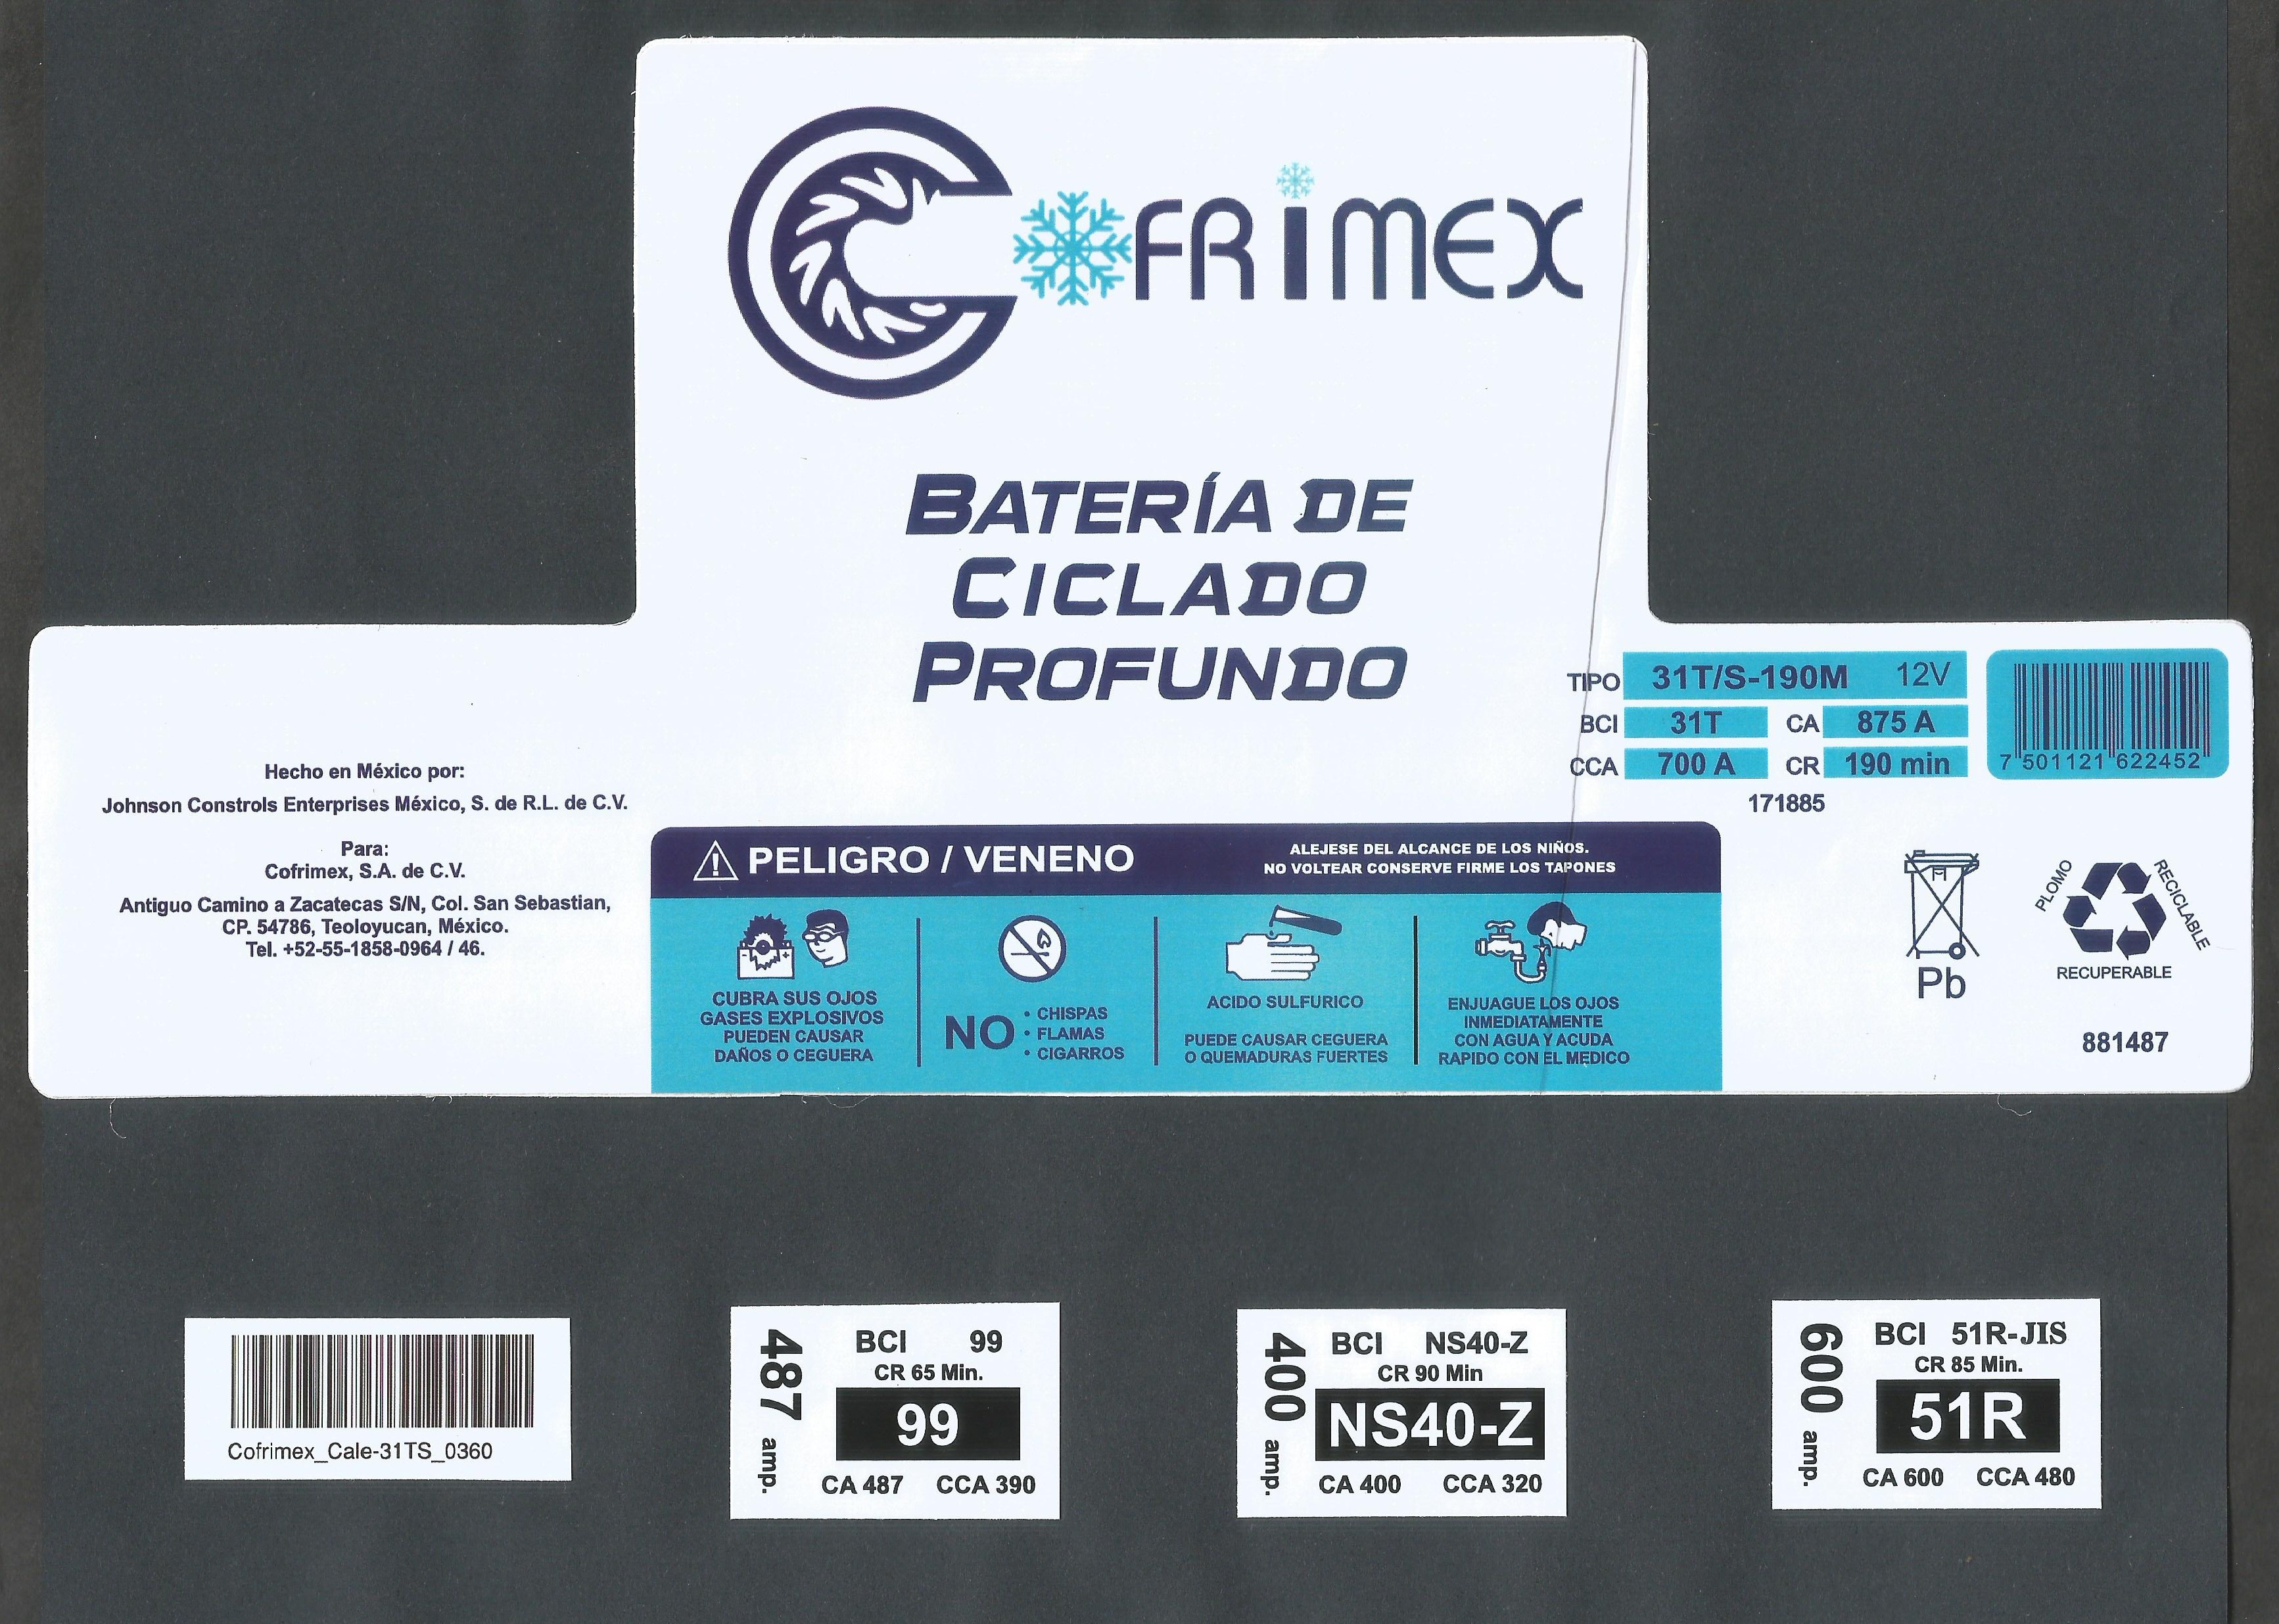 COFRIMEX
BATERÍA DE
CICLADO
PROFUNDO
TIPO 31T/S-190M 12V
BCI 31T CA 875 A
CCA 700 A CR 190 min
171885
7 501121 622452
Hecho en México por:
Johnson Constrols Enterprises México, S. de R.L. de C.V.
Para:
Cofrimex, S.A. de C.V.
Antiguo Camino a Zacatecas S/N, Col. San Sebastian,
CP. 54786, Teoloyucan, México.
Tel. +52-55-1858-0964 / 46.
PELIGRO / VENENO
ALEJESE DEL ALCANCE DE LOS NIÑOS.
NO VOLTEAR CONSERVE FIRME LOS TAPONES
CUBRA SUS OJOS
GASES EXPLOSIVOS
PUEDEN CAUSAR
DAÑOS O CEGUERA
NO
• CHISPAS
• FLAMAS
• CIGARROS
ACIDO SULFURICO
PUEDE CAUSAR CEGUERA
O QUEMADURAS FUERTES
ENJUAGUE LOS OJOS
INMEDIATAMENTE
CON AGUA Y ACUDA
RAPIDO CON EL MEDICO
Pb
PLOMO
RECICLABLE
RECUPERABLE
881487
Cofrimex_Cale-31TS_0360
487 amp.
BCI 99
CR 65 Min.
99
CA 487 CCA 390
400 amp.
BCI NS40-Z
CR 90 Min
NS40-Z
CA 400 CCA 320
600 amp.
BCI 51R-JIS
CR 85 Min.
51R
CA 600 CCA 480